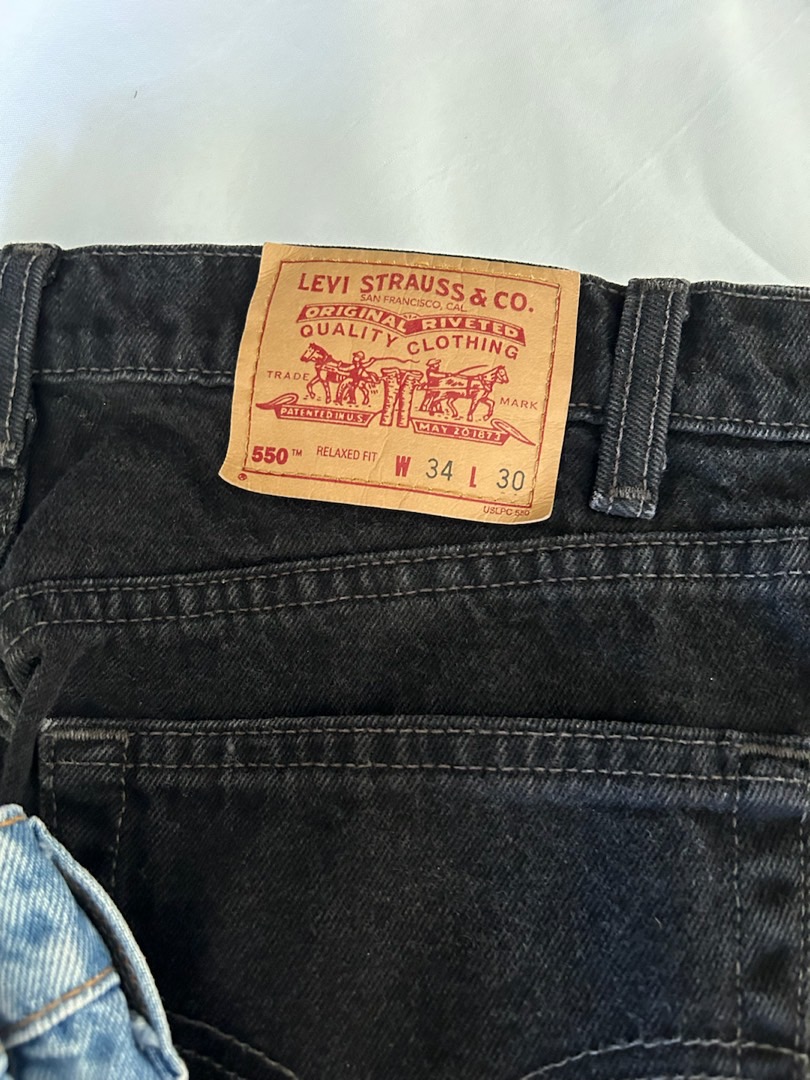 LEVI STRAUSS & CO.
SAN FRANCISCO, CAL.
ORIGINAL RIVETED
QUALITY CLOTHING
TRADE MARK
PATENTED IN U.S. MAY 20 1873
550™ RELAXED FIT W 34 L 30
®
USLPC 550